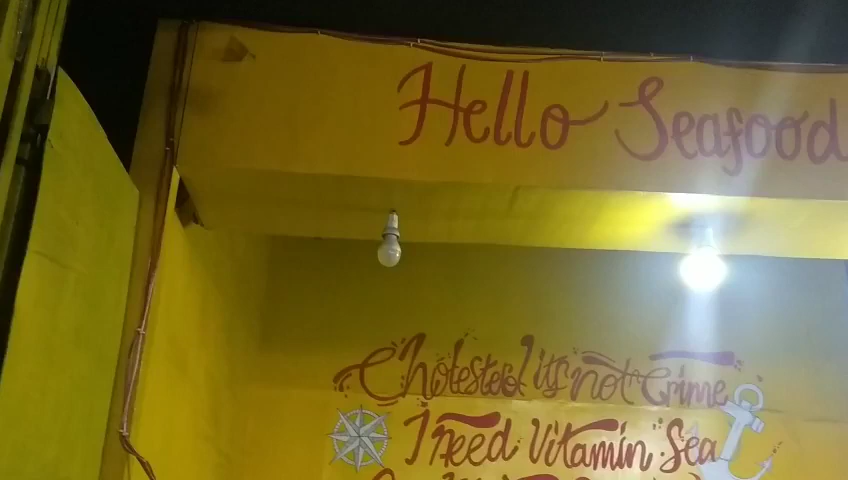 Hello Seafood
Cholesterol its not Crime
I need Vitamin Sea